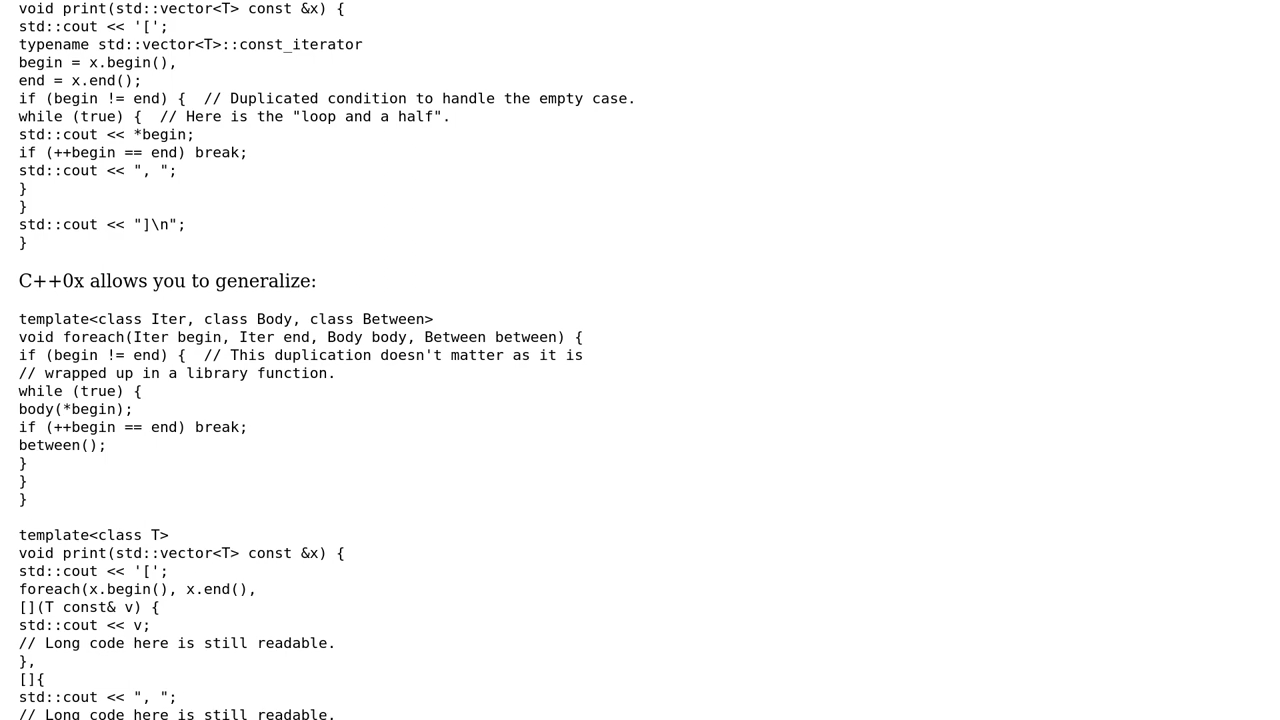 void print(std::vector<T> const &x) {
std::cout << '[';
typename std::vector<T>::const_iterator
begin = x.begin(),
end = x.end();
if (begin != end) {  // Duplicated condition to handle the empty case.
while (true) {  // Here is the "loop and a half".
std::cout << *begin;
if (++begin == end) break;
std::cout << ", ";
}
}
std::cout << "]\n";
}
C++0x allows you to generalize:
template<class Iter, class Body, class Between>
void foreach(Iter begin, Iter end, Body body, Between between) {
if (begin != end) {  // This duplication doesn't matter as it is
// wrapped up in a library function.
while (true) {
body(*begin);
if (++begin == end) break;
between();
}
}
}
template<class T>
void print(std::vector<T> const &x) {
std::cout << '[';
foreach(x.begin(), x.end(),
[](T const& v) {
std::cout << v;
// Long code here is still readable.
},
[]{
std::cout << ", ";
// Long code here is still readable.